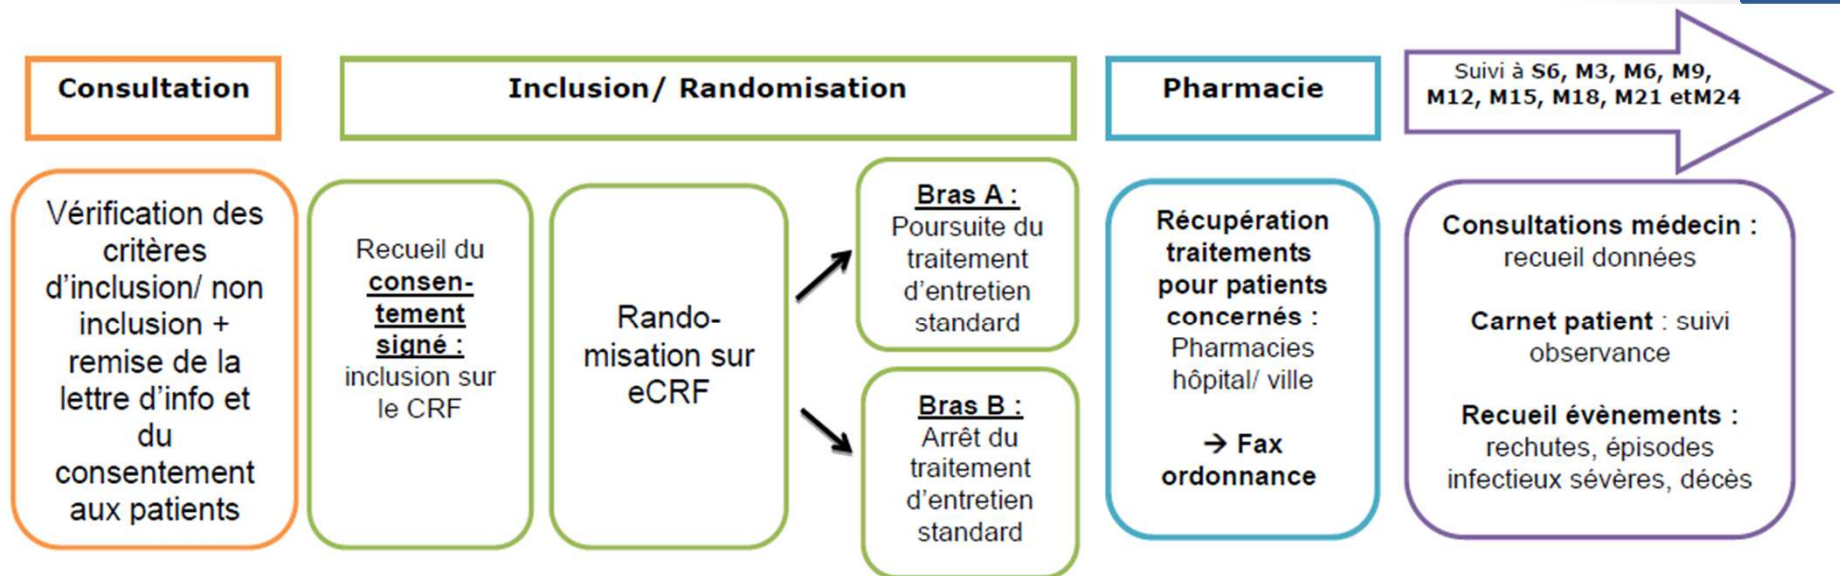 Consultation
Inclusion/ Randomisation
Pharmacie
Suivi à S6, M3, M6, M9,
M12, M15, M18, M21 etM24
Vérification des
critères
d’inclusion/ non
inclusion +
remise de la
lettre d’info et
du
consentement
aux patients
Recueil du
consen-
tement
signé :
inclusion sur
le CRF
Rando-
misation sur
eCRF
Bras A :
Poursuite du
traitement
d’entretien
standard
Bras B :
Arrêt du
traitement
d’entretien
standard
Récupération
traitements
pour patients
concernés :
Pharmacies
hôpital/ ville
→ Fax
ordonnance
Consultations médecin :
recueil données
Carnet patient : suivi
observance
Recueil évènements :
rechutes, épisodes
infectieux sévères, décès